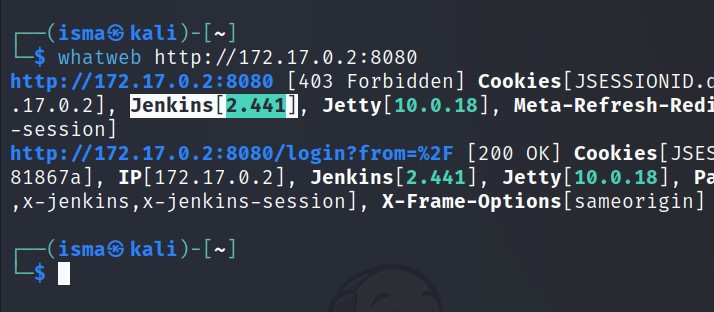 ┌──(isma㉿kali)-[~]
└─$ whatweb http://172.17.0.2:8080
http://172.17.0.2:8080 [403 Forbidden] Cookies[JSESSIONID.
.17.0.2], Jenkins[2.441], Jetty[10.0.18], Meta-Refresh-Redi
-session]
http://172.17.0.2:8080/login?from=%2F [200 OK] Cookies[JSES
81867a], IP[172.17.0.2], Jenkins[2.441], Jetty[10.0.18], Pa
,x-jenkins,x-jenkins-session], X-Frame-Options[sameorigin]
┌──(isma㉿kali)-[~]
└─$